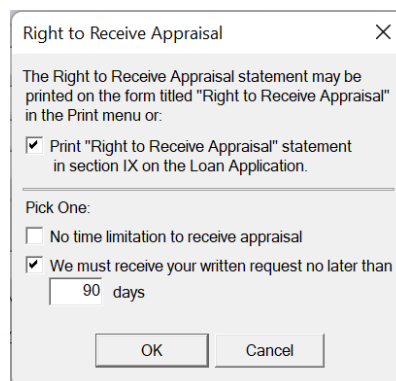 Right to Receive Appraisal
The Right to Receive Appraisal statement may be
printed on the form titled "Right to Receive Appraisal"
in the Print menu or:
Print "Right to Receive Appraisal" statement
in section IX on the Loan Application.
Pick One:
No time limitation to receive appraisal
We must receive your written request no later than
90 days
OK Cancel